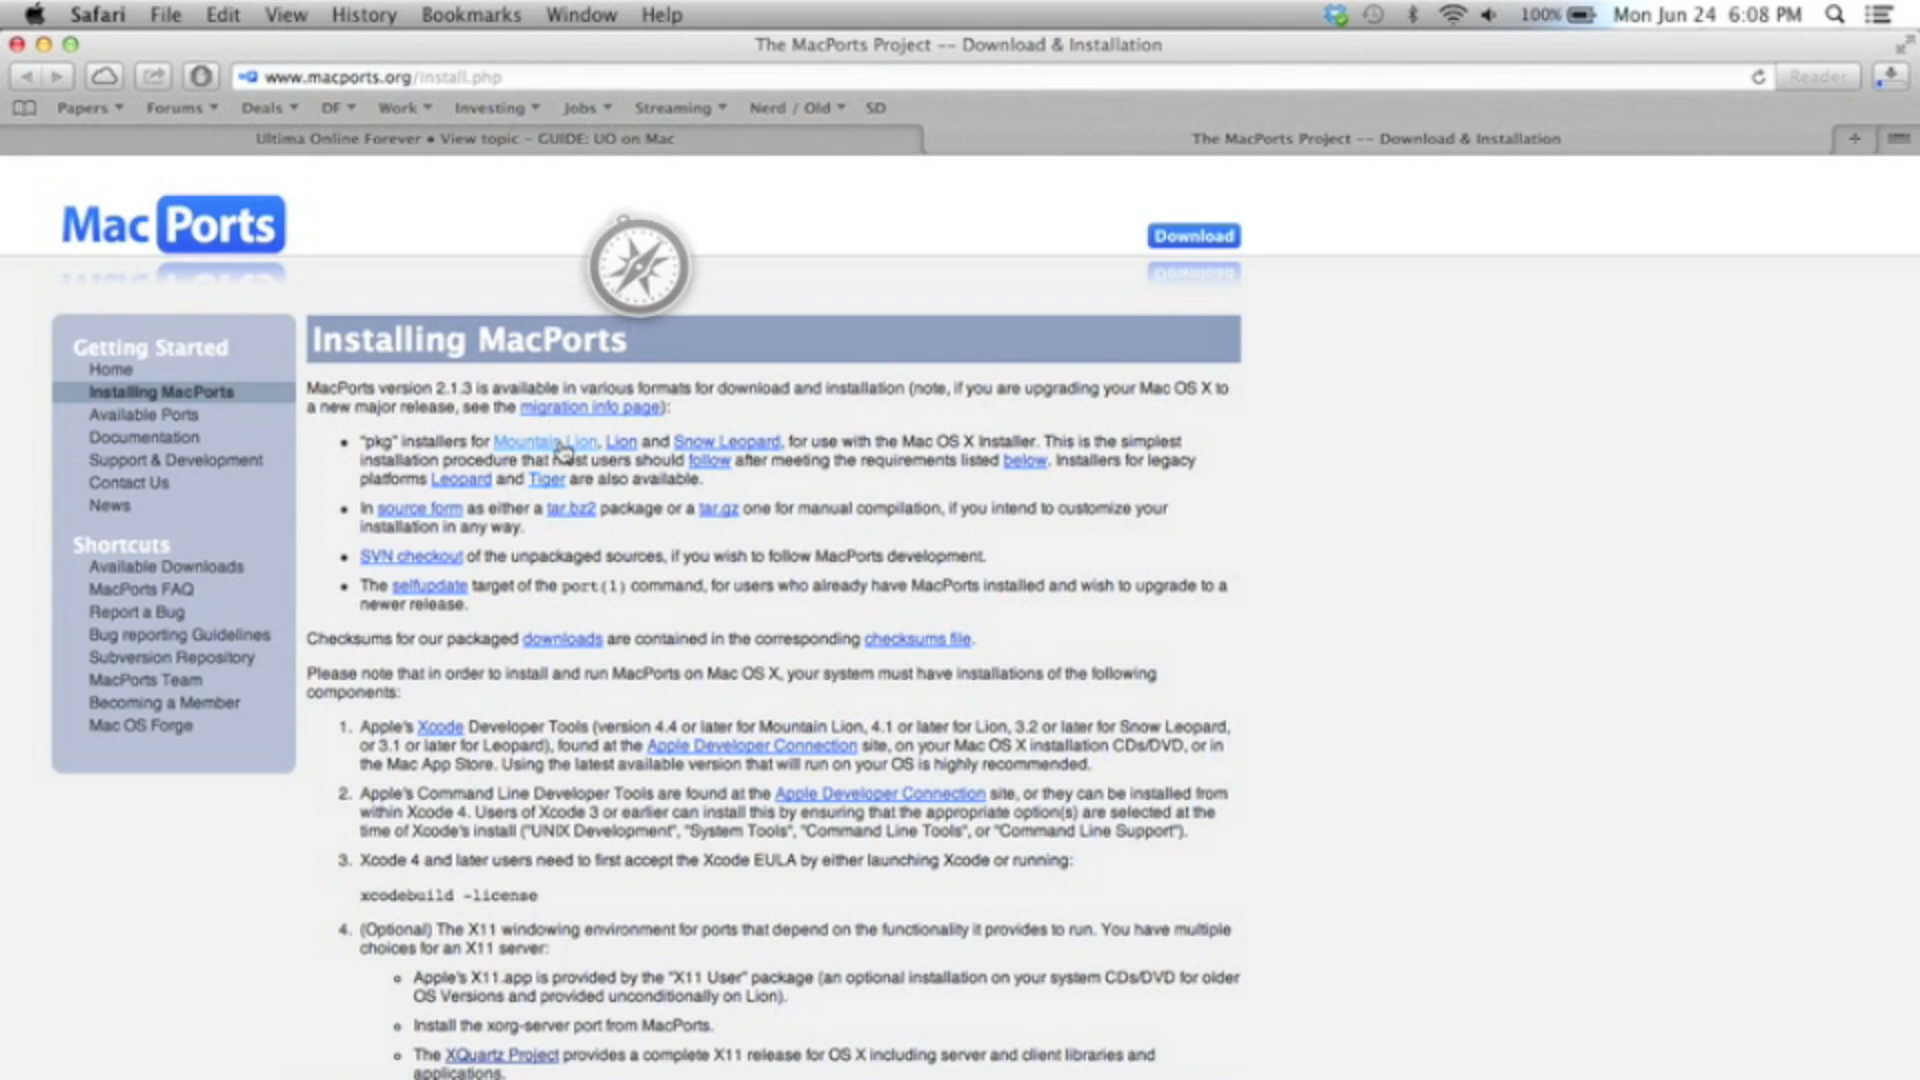 Safari File Edit View History Bookmarks Window Help 100% Mon Jun 24 6:08 PM
The MacPorts Project -- Download & Installation
www.macports.org/install.php Reader
Papers Forums Deals DF Work Investing Jobs Streaming Nerd / Old SD
Ultima Online Forever • View topic - GUIDE: UO on Mac The MacPorts Project -- Download & Installation
MacPorts
Download
Getting Started
Home
Installing MacPorts
Available Ports
Documentation
Support & Development
Contact Us
News
Shortcuts
Available Downloads
MacPorts FAQ
Report a Bug
Bug reporting Guidelines
Subversion Repository
MacPorts Team
Becoming a Member
Mac OS Forge
Installing MacPorts
MacPorts version 2.1.3 is available in various formats for download and installation (note, if you are upgrading your Mac OS X to
a new major release, see the migration info page):
• "pkg" installers for Mountain Lion, Lion and Snow Leopard, for use with the Mac OS X Installer. This is the simplest
installation procedure that most users should follow after meeting the requirements listed below. Installers for legacy
platforms Leopard and Tiger are also available.
• In source form as either a tar.bz2 package or a tar.gz one for manual compilation, if you intend to customize your
installation in any way.
• SVN checkout of the unpackaged sources, if you wish to follow MacPorts development.
• The selfupdate target of the port(1) command, for users who already have MacPorts installed and wish to upgrade to a
newer release.
Checksums for our packaged downloads are contained in the corresponding checksums file.
Please note that in order to install and run MacPorts on Mac OS X, your system must have installations of the following
components:
1. Apple's Xcode Developer Tools (version 4.4 or later for Mountain Lion, 4.1 or later for Lion, 3.2 or later for Snow Leopard,
or 3.1 or later for Leopard), found at the Apple Developer Connection site, on your Mac OS X installation CDs/DVD, or in
the Mac App Store. Using the latest available version that will run on your OS is highly recommended.
2. Apple's Command Line Developer Tools are found at the Apple Developer Connection site, or they can be installed from
within Xcode 4. Users of Xcode 3 or earlier can install this by ensuring that the appropriate option(s) are selected at the
time of Xcode's install ("UNIX Development", "System Tools", "Command Line Tools", or "Command Line Support").
3. Xcode 4 and later users need to first accept the Xcode EULA by either launching Xcode or running:
xcodebuild -license
4. (Optional) The X11 windowing environment for ports that depend on the functionality it provides to run. You have multiple
choices for an X11 server:
Apple's X11.app is provided by the "X11 User" package (an optional installation on your system CDs/DVD for older
OS Versions and provided unconditionally on Lion).
Install the xorg-server port from MacPorts.
The XQuartz Project provides a complete X11 release for OS X including server and client libraries and
applications.